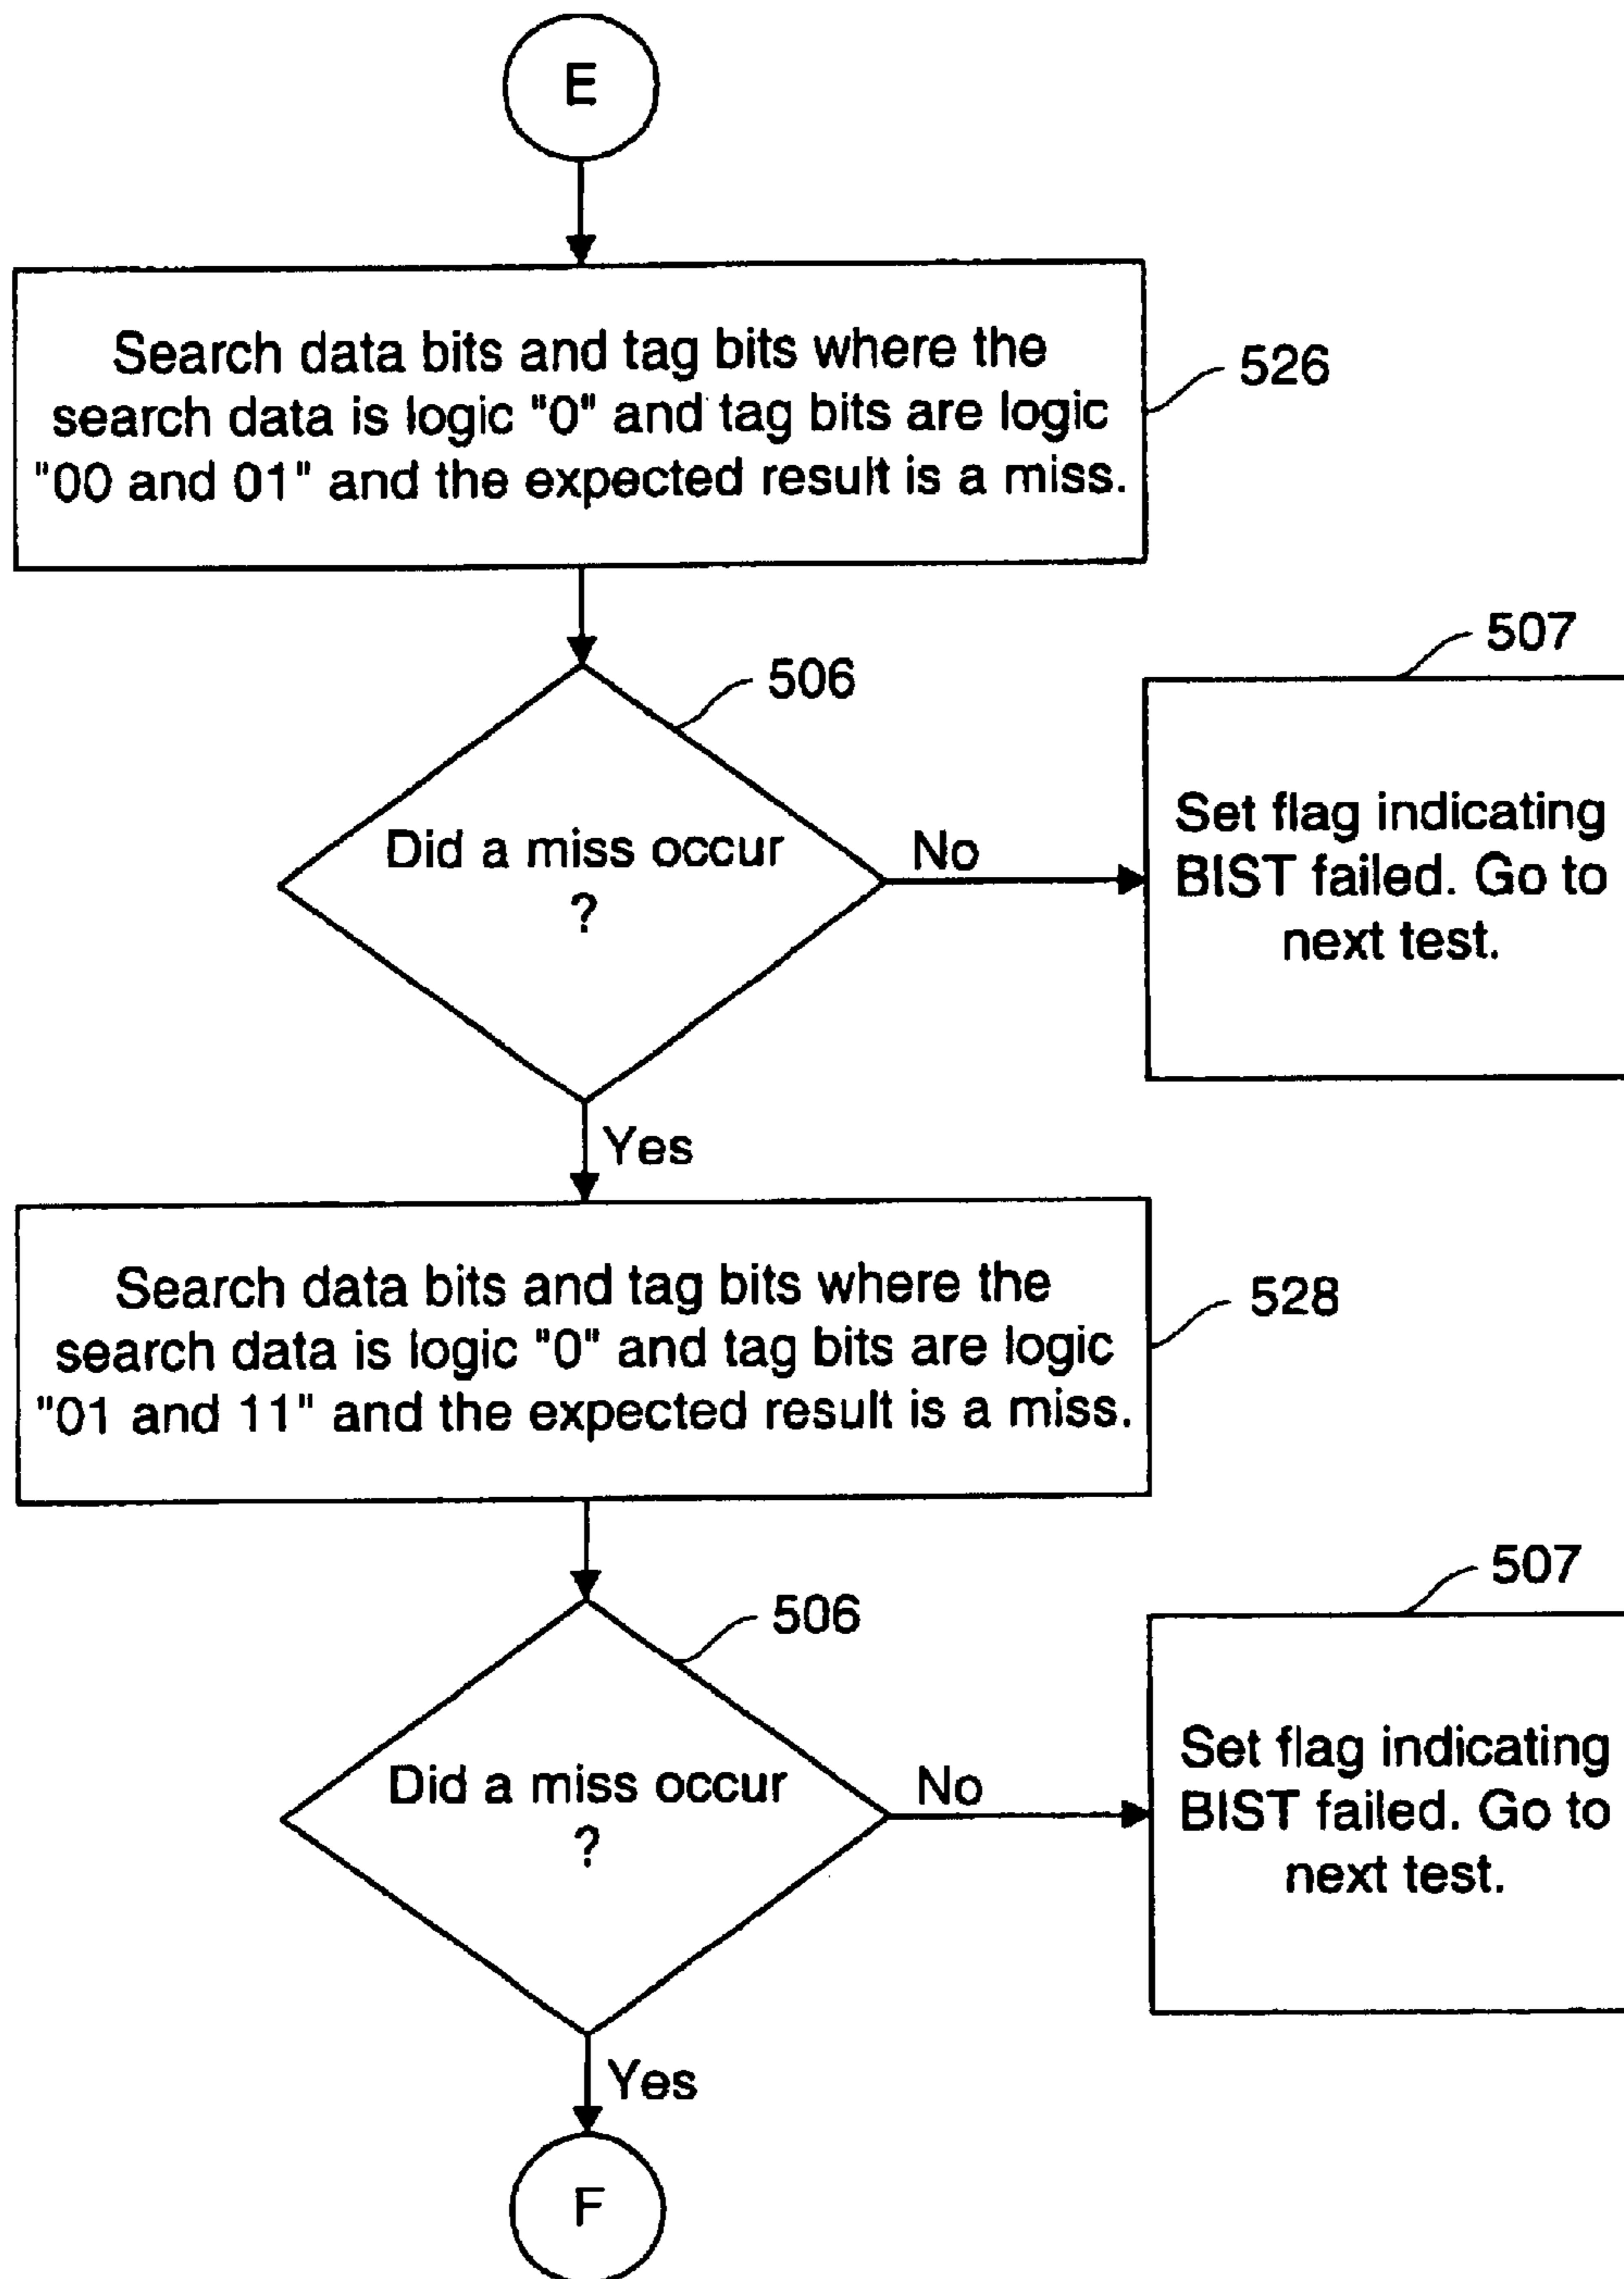 E
Search data bits and tag bits where the
search data is logic "0" and tag bits are logic
"00 and 01" and the expected result is a miss.
526
506
Did a miss occur
?
No
507
Set flag indicating
BIST failed. Go to
next test.
Yes
Search data bits and tag bits where the
search data is logic "0" and tag bits are logic
"01 and 11" and the expected result is a miss.
528
506
Did a miss occur
?
No
507
Set flag indicating
BIST failed. Go to
next test.
Yes
F